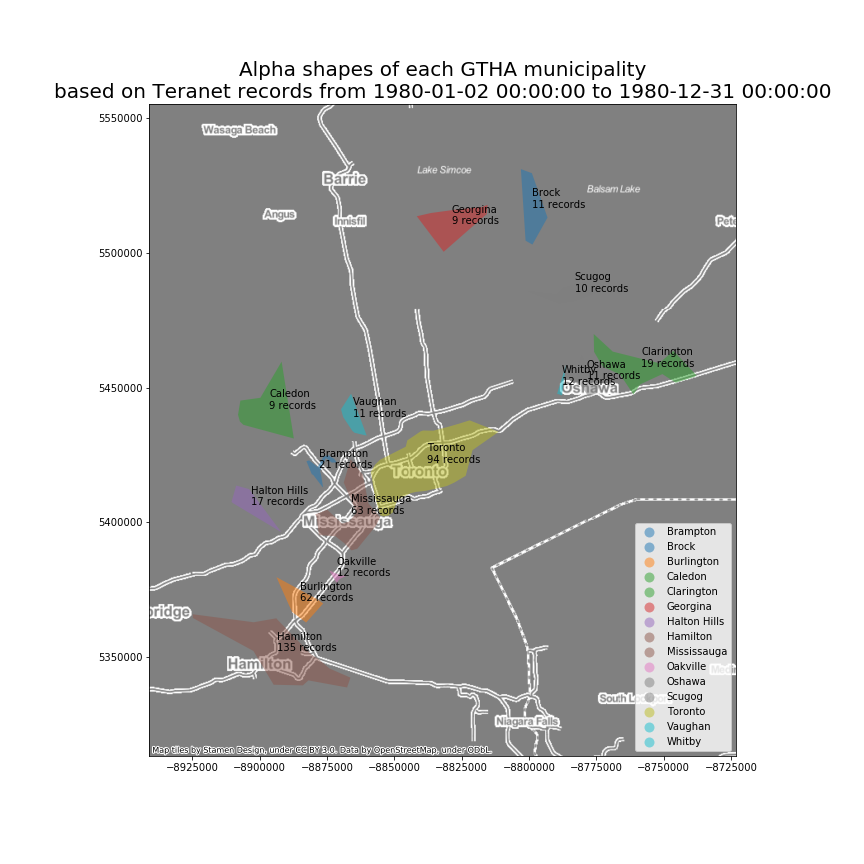 Alpha shapes of each GTHA municipality
based on Teranet records from 1980-01-02 00:00:00 to 1980-12-31 00:00:00
5550000
5500000
5450000
5400000
5350000
Wasaga Beach
Barrie
Lake Simcoe
Balsam Lake
Angus
Innisfil
Pete
Georgina
9 records
Brock
11 records
Scugog
10 records
Clarington
19 records
Oshawa
11 records
Whitby
12 records
Oshawa
Caledon
9 records
Vaughan
11 records
Toronto
94 records
Toronto
Brampton
21 records
Halton Hills
17 records
Mississauga
63 records
Mississauga
Oakville
12 records
Burlington
62 records
bridge
Hamilton
135 records
Hamilton
Niagara Falls
South Lo
Brampton
Brock
Burlington
Caledon
Clarington
Georgina
Halton Hills
Hamilton
Mississauga
Oakville
Oshawa
Scugog
Toronto
Vaughan
Whitby
Map tiles by Stamen Design, under CC BY 3.0. Data by OpenStreetMap, under ODbL.
−8925000 −8900000 −8875000 −8850000 −8825000 −8800000 −8775000 −8750000 −8725000